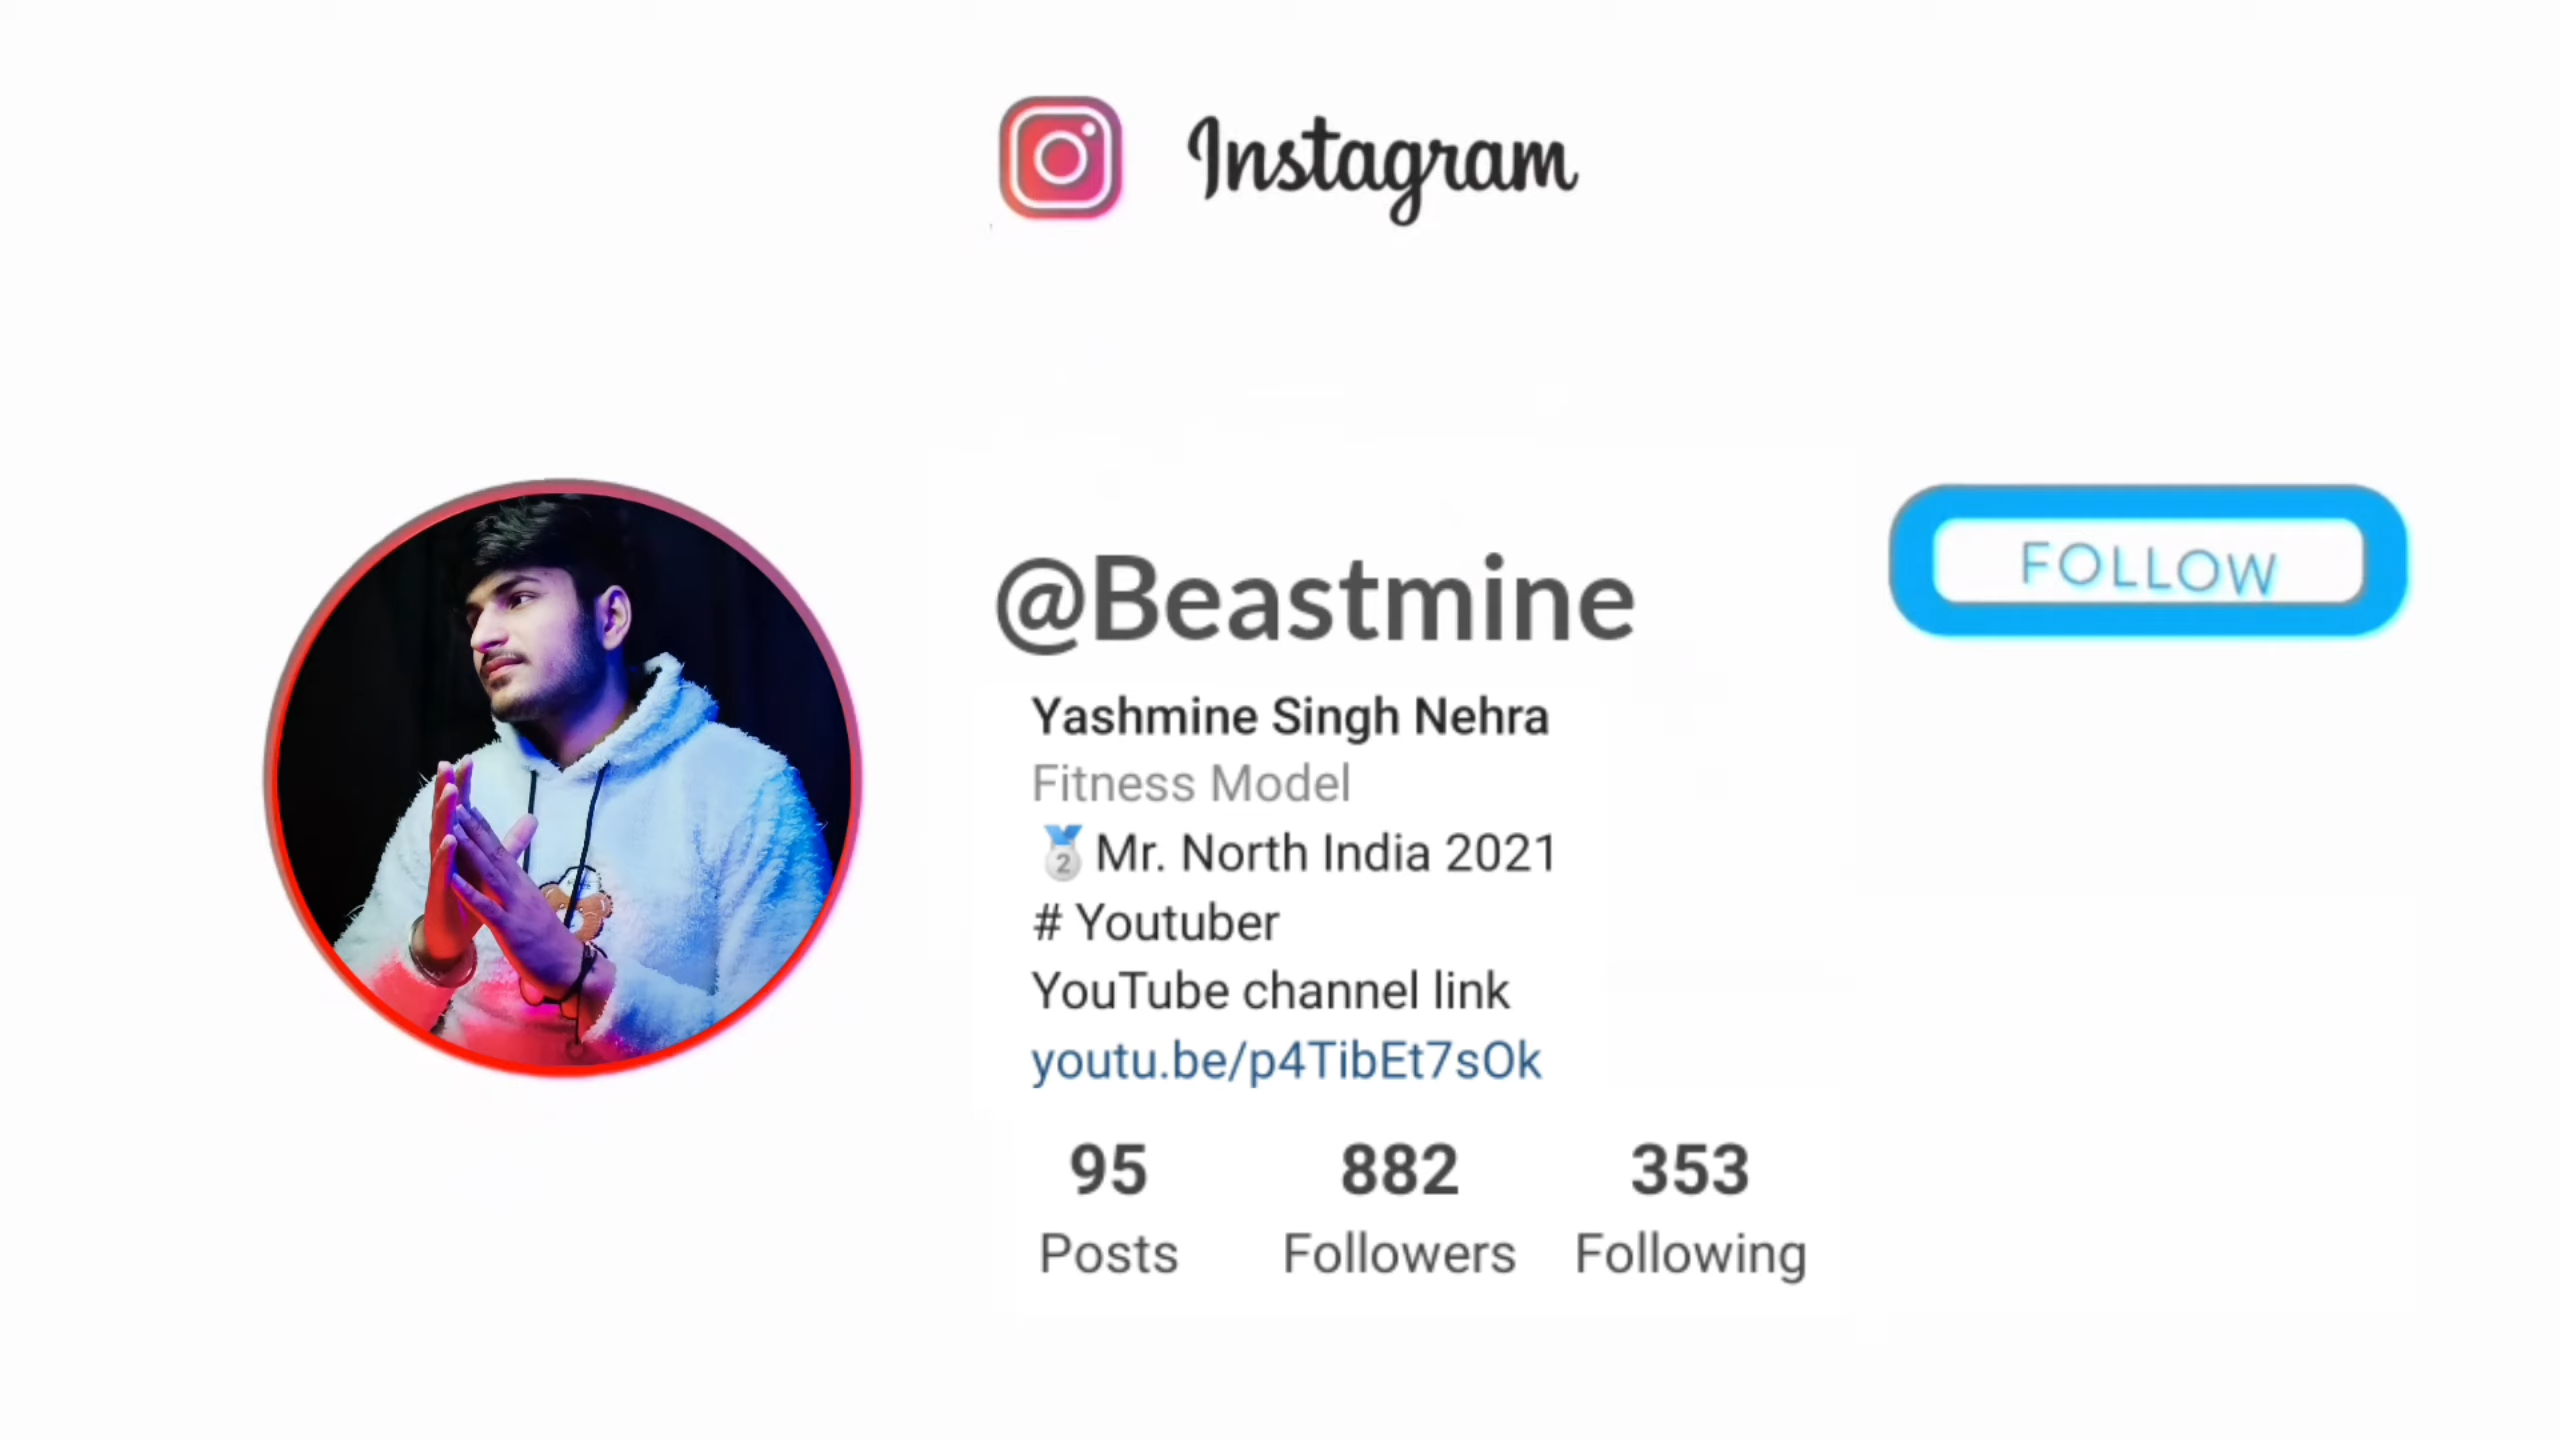 Instagram
@Beastmine
FOLLOW
Yashmine Singh Nehra
Fitness Model
🥈Mr. North India 2021
# Youtuber
YouTube channel link
youtu.be/p4TibEt7sOk
95 882 353
Posts Followers Following